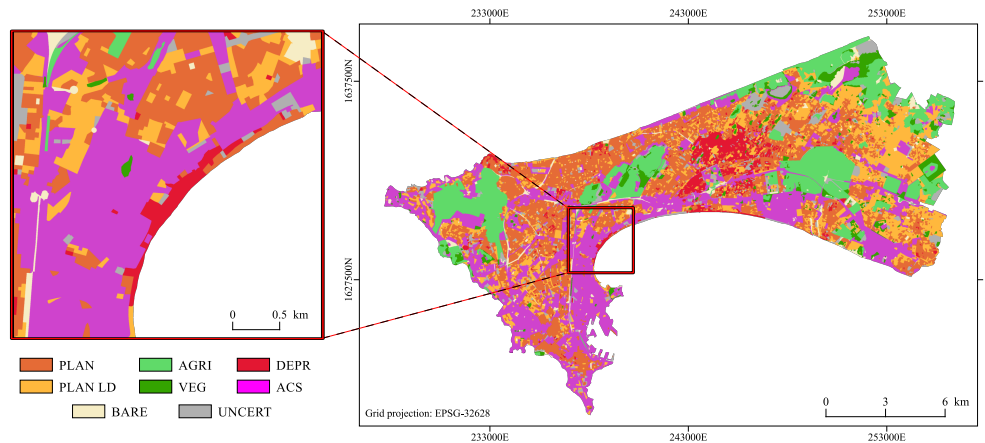 233000E 243000E 253000E
1637500N
1627500N
0 0.5 km
PLAN AGRI DEPR
PLAN LD VEG ACS
BARE UNCERT
Grid projection: EPSG-32628
0 3 6 km
233000E 243000E 253000E